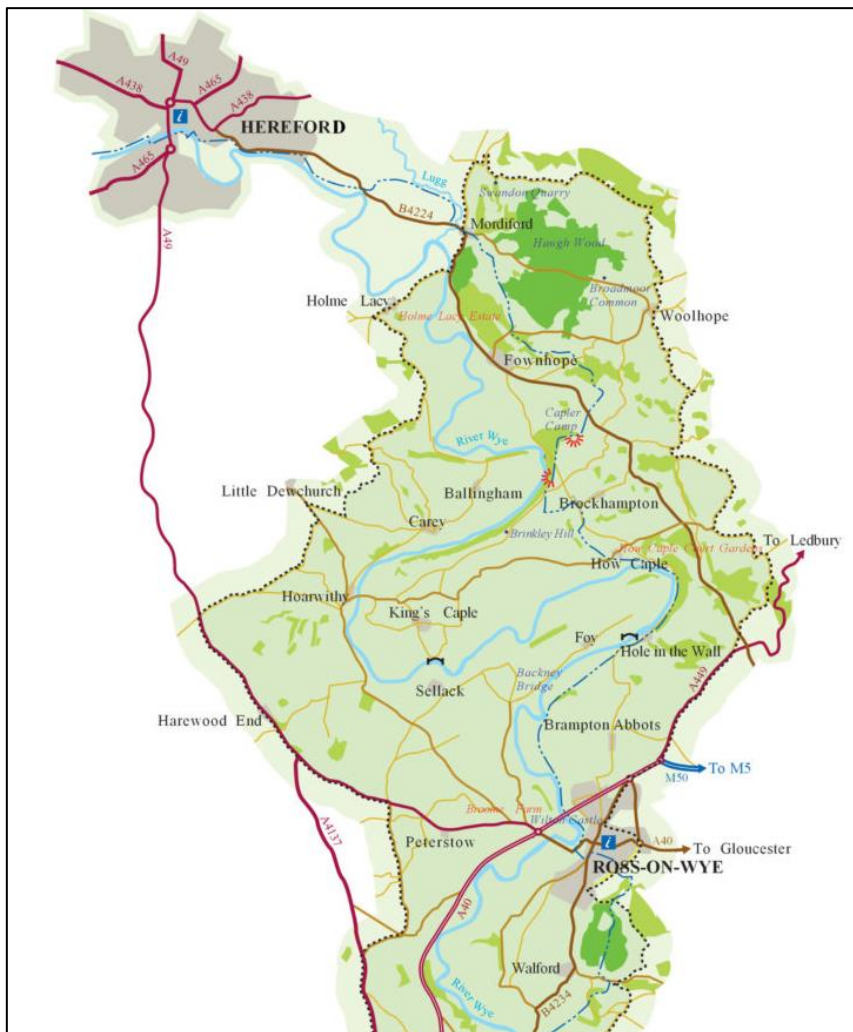 A49
A438
A465
A438
i
HEREFORD
A465
Lugg
Swandon Quarry
B4224
Mordiford
A49
Haugh Wood
Broadmoor
Common
Holme Lacy
Holme Lacy Estate
Woolhope
Fownhope
Capler
Camp
River Wye
Little Dewchurch
Ballingham
Brockhampton
Carey
Brinkley Hill
To Ledbury
How Caple Court Gardens
How Caple
Hoarwithy
King's Caple
Foy
Hole in the Wall
Sellack
Backney
Bridge
A449
Harewood End
Brampton Abbots
To M5
M50
Broome Farm
Wilton Castle
A4137
Peterstow
i
A40
To Gloucester
ROSS-ON-WYE
A40
Walford
River Wye
B4234